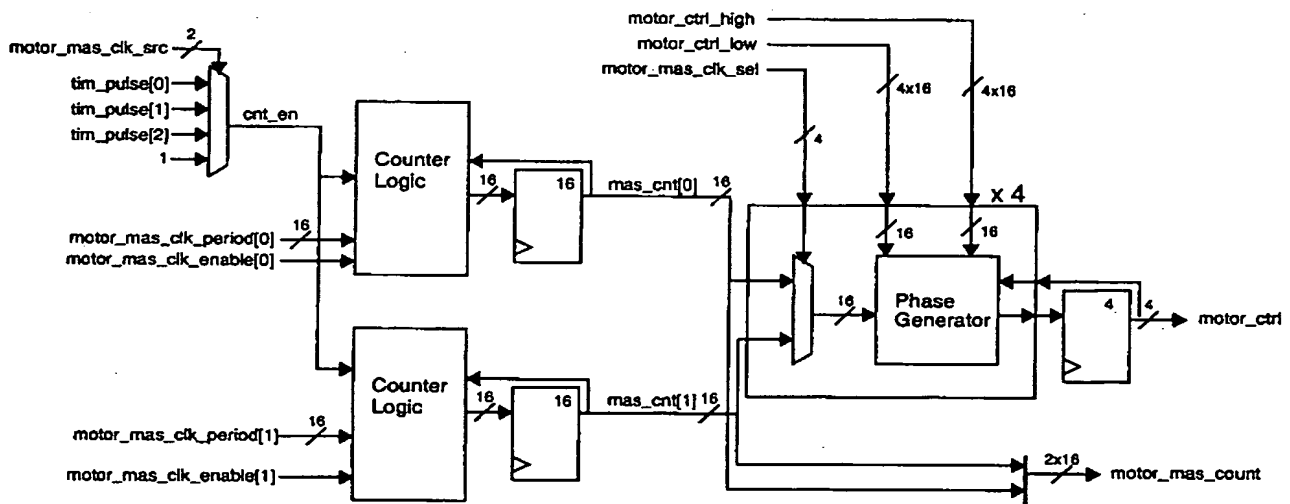 motor_ctrl_high
motor_ctrl_low
motor_mas_clk_sel
motor_mas_clk_src
2
tim_pulse[0]
tim_pulse[1]
tim_pulse[2]
1
cnt_en
4x16
4x16
4
Counter
Logic
16
16
mas_cnt[0]
16
x 4
16
16
motor_mas_clk_period[0]
16
motor_mas_clk_enable[0]
16
Phase
Generator
4
4
motor_ctrl
Counter
Logic
16
16
mas_cnt[1]
16
motor_mas_clk_period[1]
16
motor_mas_clk_enable[1]
2x16
motor_mas_count